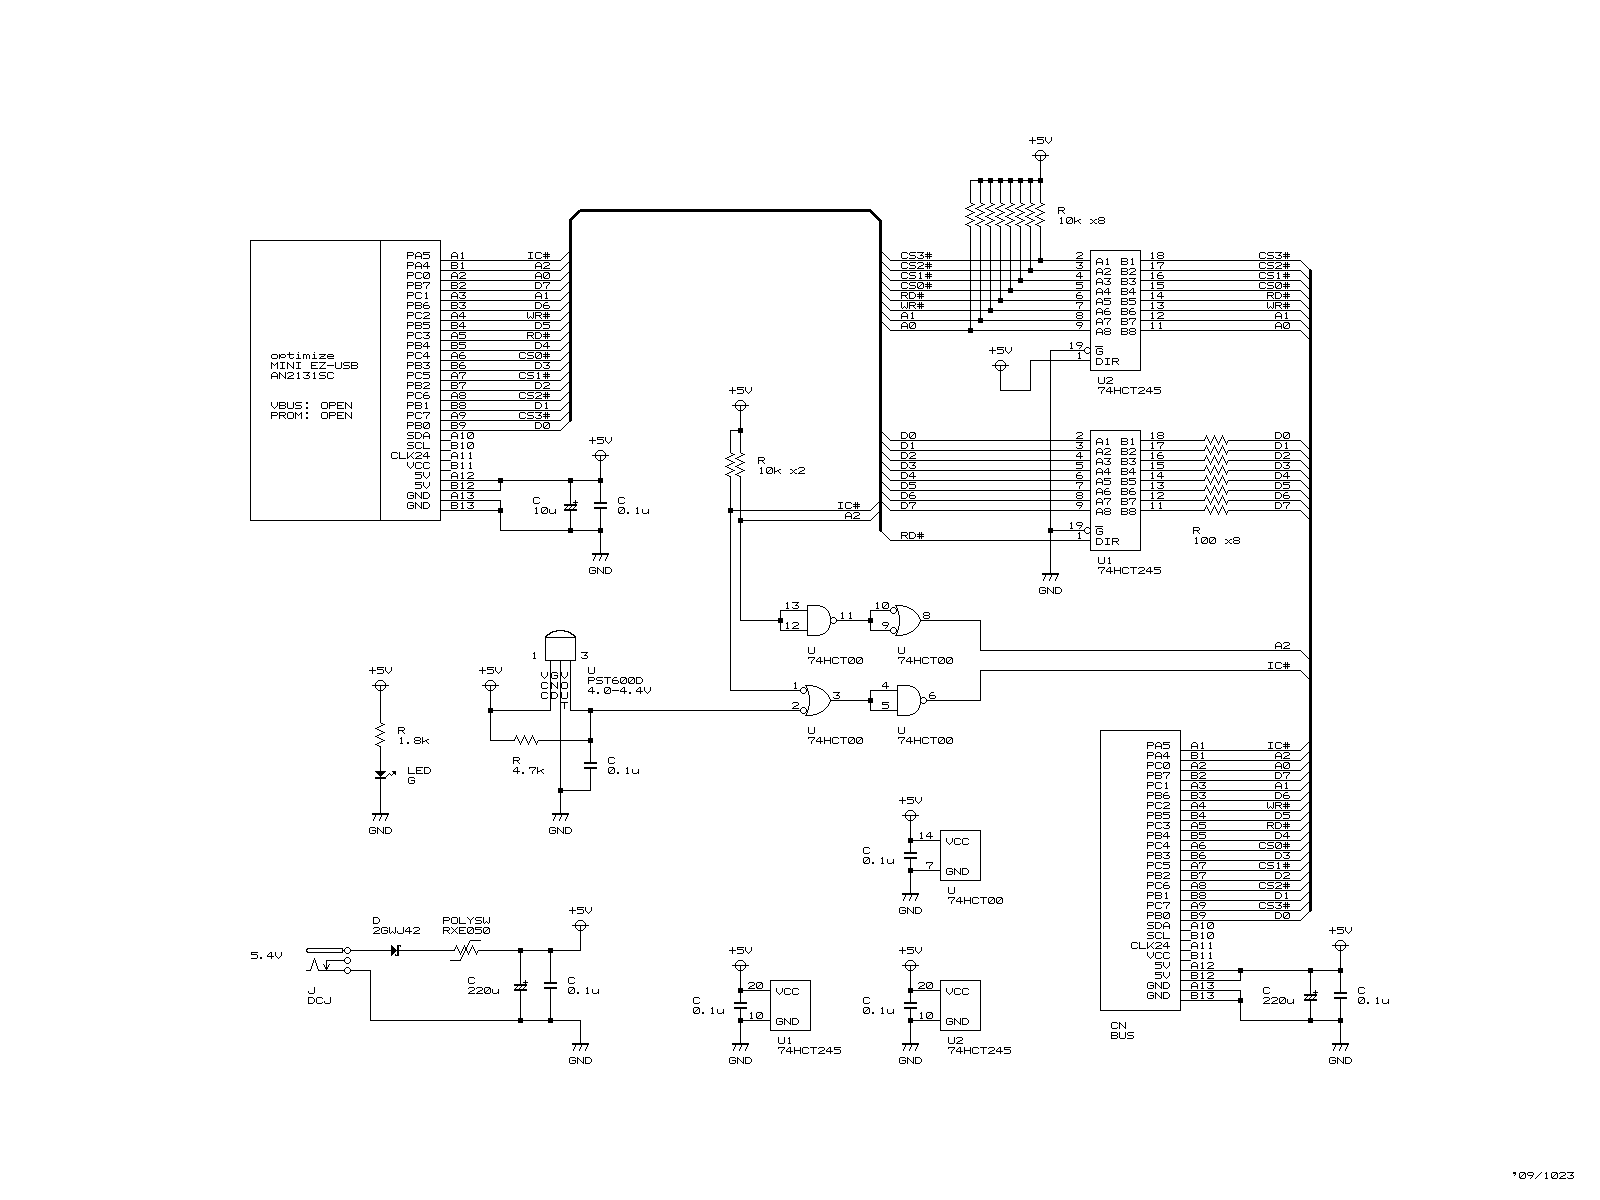 optimize
MINI EZ-USB
AN2131SC
VBUS: OPEN
PROM: OPEN
PA5 A1 IC#
PA4 B1 A2
PC0 A2 A0
PB7 B2 D7
PC1 A3 A1
PB6 B3 D6
PC2 A4 WR#
PB5 B4 D5
PC3 A5 RD#
PB4 B5 D4
PC4 A6 CS0#
PB3 B6 D3
PC5 A7 CS1#
PB2 B7 D2
PC6 A8 CS2#
PB1 B8 D1
PC7 A9 CS3#
PB0 B9 D0
SDA A10
SCL B10
CLK24 A11
VCC B11
5V A12
5V B12
GND A13
GND B13
+5V
C
10u
C
0.1u
GND
+5V
R
10k x8
CS3# 2 A1 B1 18 CS3#
CS2# 3 A2 B2 17 CS2#
CS1# 4 A3 B3 16 CS1#
CS0# 5 A4 B4 15 CS0#
RD# 6 A5 B5 14 RD#
WR# 7 A6 B6 13 WR#
A1 8 A7 B7 12 A1
A0 9 A8 B8 11 A0
+5V
19 G
1 DIR
U2
74HCT245
+5V
R
10k x2
IC#
A2
D0 2 A1 B1 18 D0
D1 3 A2 B2 17 D1
D2 4 A3 B3 16 D2
D3 5 A4 B4 15 D3
D4 6 A5 B5 14 D4
D5 7 A6 B6 13 D5
D6 8 A7 B7 12 D6
D7 9 A8 B8 11 D7
19 G
RD# 1 DIR
R
100 x8
U1
74HCT245
GND
13
12
11
10
9
8
U
74HCT00
U
74HCT00
A2
IC#
1
2
3
4
5
6
U
74HCT00
U
74HCT00
+5V
R
1.8k
LED
G
GND
+5V
1
3
VCC
GND
VOUT
U
PST600D
4.0-4.4V
R
4.7k
C
0.1u
GND
+5V
14 VCC
C
0.1u
7 GND
U
74HCT00
GND
5.4V
J
DCJ
D
2GWJ42
POLYSW
RXE050
+5V
C
220u
C
0.1u
GND
+5V
20 VCC
C
0.1u
10 GND
U1
74HCT245
GND
+5V
20 VCC
C
0.1u
10 GND
U2
74HCT245
GND
PA5 A1 IC#
PA4 B1 A2
PC0 A2 A0
PB7 B2 D7
PC1 A3 A1
PB6 B3 D6
PC2 A4 WR#
PB5 B4 D5
PC3 A5 RD#
PB4 B5 D4
PC4 A6 CS0#
PB3 B6 D3
PC5 A7 CS1#
PB2 B7 D2
PC6 A8 CS2#
PB1 B8 D1
PC7 A9 CS3#
PB0 B9 D0
SDA A10
SCL B10
CLK24 A11
VCC B11
5V A12
5V B12
GND A13
GND B13
CN
BUS
+5V
C
220u
C
0.1u
GND
'09/1023